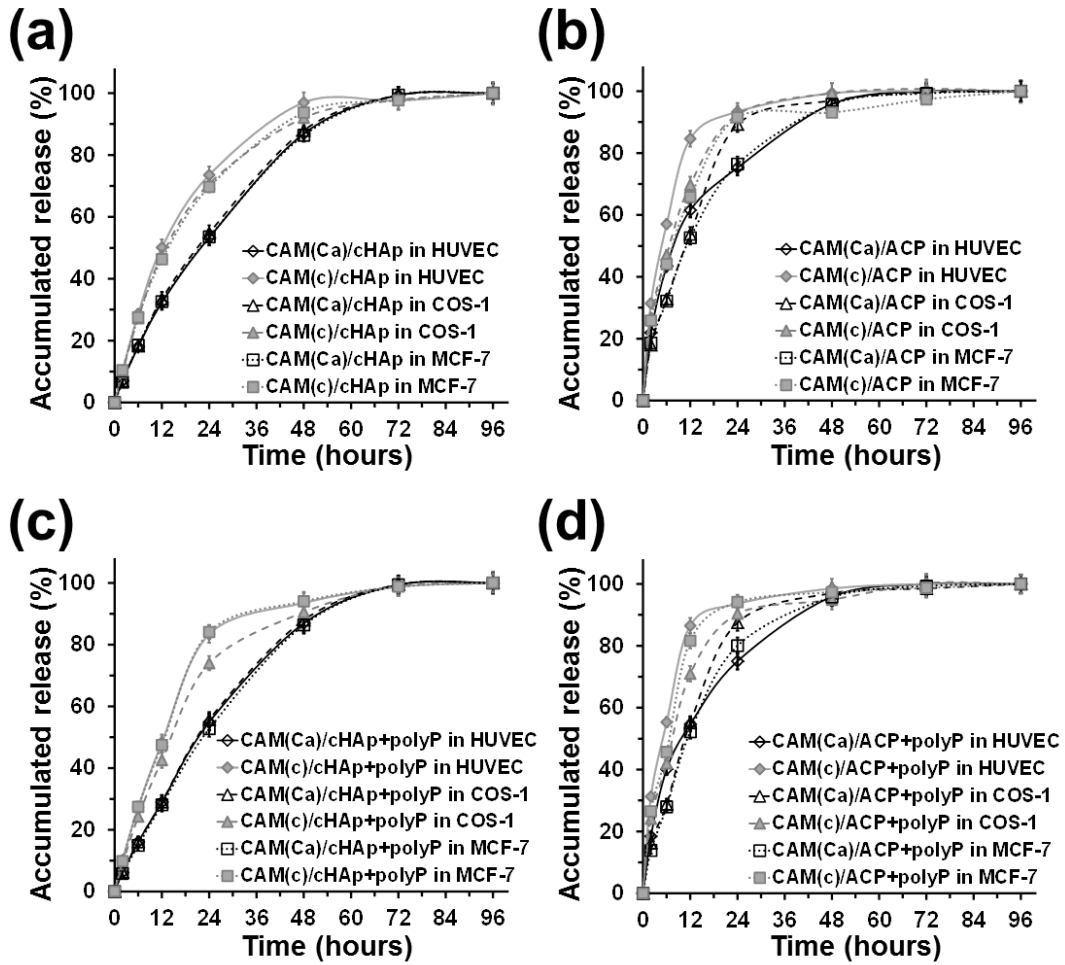 (a)
Accumulated release (%)
100
80
60
40
20
0
CAM(Ca)/cHAp in HUVEC
CAM(c)/cHAp in HUVEC
CAM(Ca)/cHAp in COS-1
CAM(c)/cHAp in COS-1
CAM(Ca)/cHAp in MCF-7
CAM(c)/cHAp in MCF-7
0 12 24 36 48 60 72 84 96
Time (hours)
(b)
Accumulated release (%)
100
80
60
40
20
0
CAM(Ca)/ACP in HUVEC
CAM(c)/ACP in HUVEC
CAM(Ca)/ACP in COS-1
CAM(c)/ACP in COS-1
CAM(Ca)/ACP in MCF-7
CAM(c)/ACP in MCF-7
0 12 24 36 48 60 72 84 96
Time (hours)
(c)
Accumulated release (%)
100
80
60
40
20
0
CAM(Ca)/cHAp+polyP in HUVEC
CAM(c)/cHAp+polyP in HUVEC
CAM(Ca)/cHAp+polyP in COS-1
CAM(c)/cHAp+polyP in COS-1
CAM(Ca)/cHAp+polyP in MCF-7
CAM(c)/cHAp+polyP in MCF-7
0 12 24 36 48 60 72 84 96
Time (hours)
(d)
Accumulated release (%)
100
80
60
40
20
0
CAM(Ca)/ACP+polyP in HUVEC
CAM(c)/ACP+polyP in HUVEC
CAM(Ca)/ACP+polyP in COS-1
CAM(c)/ACP+polyP in COS-1
CAM(Ca)/ACP+polyP in MCF-7
CAM(c)/ACP+polyP in MCF-7
0 12 24 36 48 60 72 84 96
Time (hours)